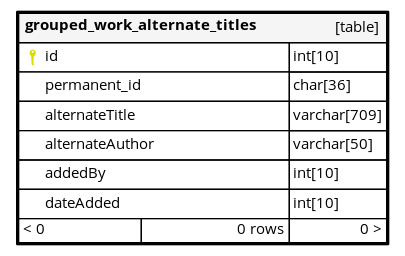 grouped_work_alternate_titles [table]
id int[10]
permanent_id char[36]
alternateTitle varchar[709]
alternateAuthor varchar[50]
addedBy int[10]
dateAdded int[10]
< 0 0 rows 0 >